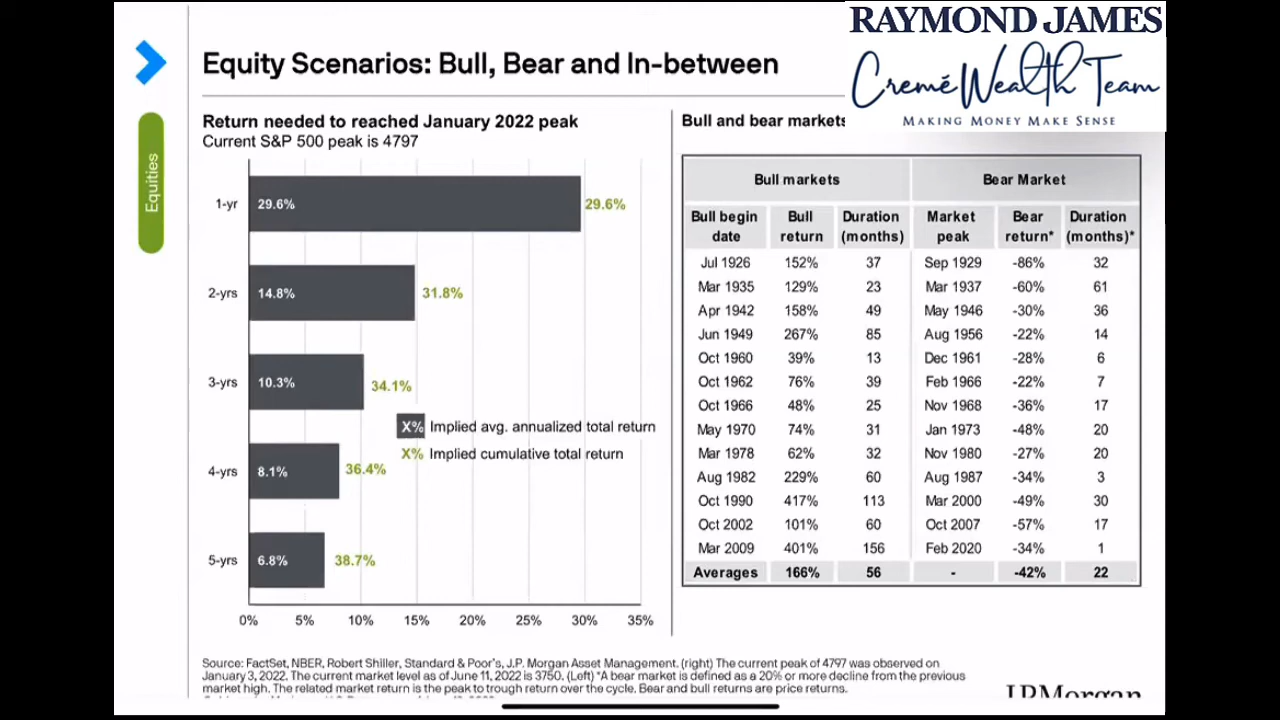 RAYMOND JAMES
Cremé Wealth Team
MAKING MONEY MAKE SENSE
Equity Scenarios: Bull, Bear and In-between
Equities
Return needed to reached January 2022 peak
Current S&P 500 peak is 4797
1-yr 29.6% 29.6%
2-yrs 14.8% 31.8%
3-yrs 10.3% 34.1%
X% Implied avg. annualized total return
X% Implied cumulative total return
4-yrs 8.1% 36.4%
5-yrs 6.8% 38.7%
0% 5% 10% 15% 20% 25% 30% 35%
Bull and bear markets
Bull markets Bear Market
Bull begin Bull Duration Market Bear Duration
date return (months) peak return* (months)*
Jul 1926 152% 37 Sep 1929 -86% 32
Mar 1935 129% 23 Mar 1937 -60% 61
Apr 1942 158% 49 May 1946 -30% 36
Jun 1949 267% 85 Aug 1956 -22% 14
Oct 1960 39% 13 Dec 1961 -28% 6
Oct 1962 76% 39 Feb 1966 -22% 7
Oct 1966 48% 25 Nov 1968 -36% 17
May 1970 74% 31 Jan 1973 -48% 20
Mar 1978 62% 32 Nov 1980 -27% 20
Aug 1982 229% 60 Aug 1987 -34% 3
Oct 1990 417% 113 Mar 2000 -49% 30
Oct 2002 101% 60 Oct 2007 -57% 17
Mar 2009 401% 156 Feb 2020 -34% 1
Averages 166% 56 - -42% 22
Source: FactSet, NBER, Robert Shiller, Standard & Poor's, J.P. Morgan Asset Management. (right) The current peak of 4797 was observed on
January 3, 2022. The current market level as of June 11, 2022 is 3750. (Left) *A bear market is defined as a 20% or more decline from the previous
market high. The related market return is the peak to trough return over the cycle. Bear and bull returns are price returns.
J.P.Morgan